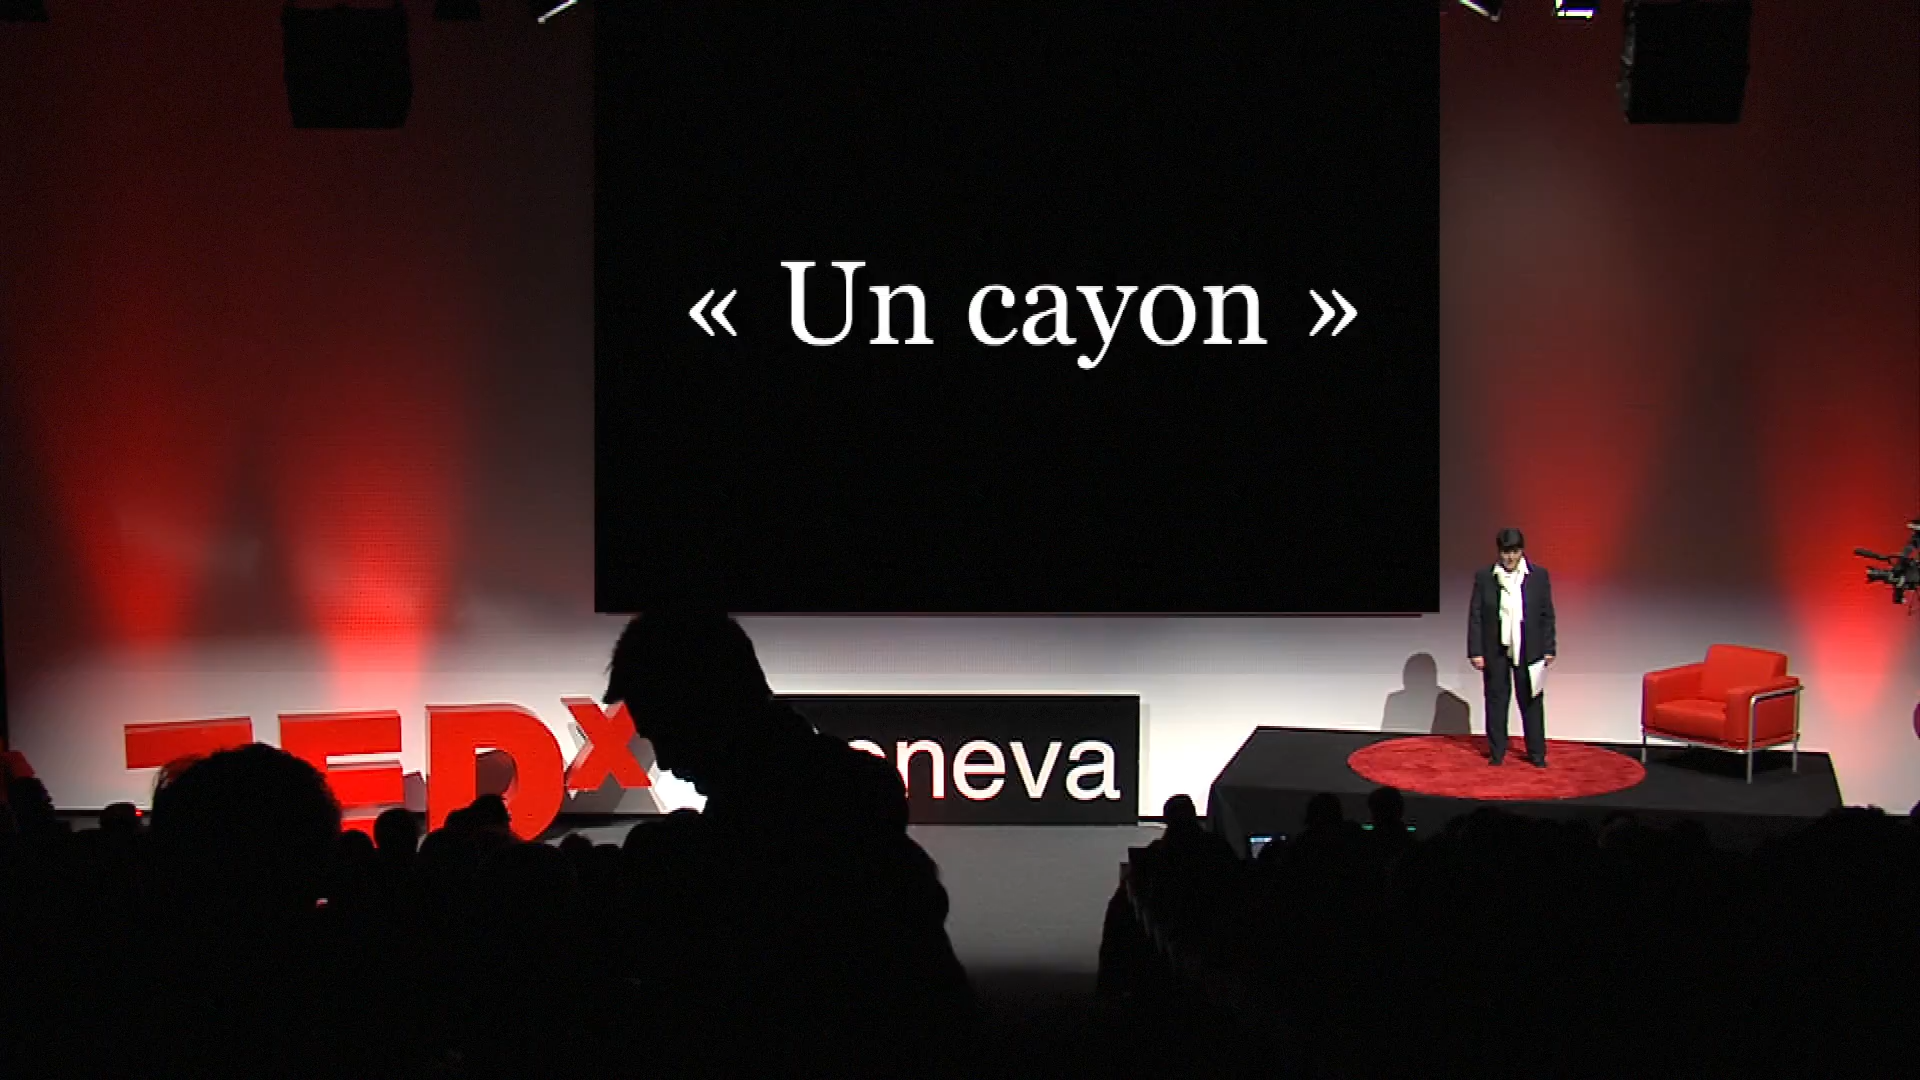 « Un cayon »
TEDx
eneva